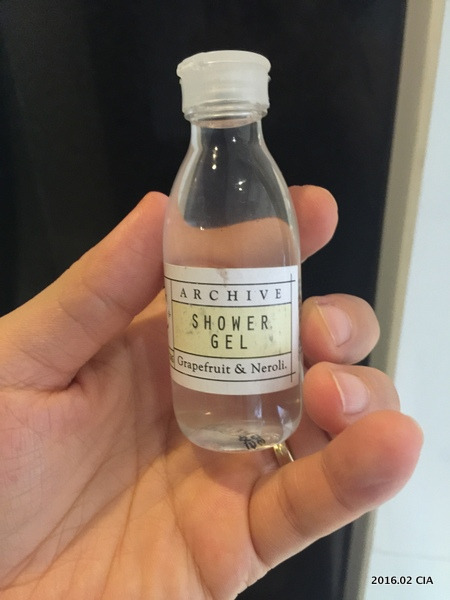 ARCHIVE
SHOWER
GEL
Grapefruit & Neroli.
2016.02 CIA